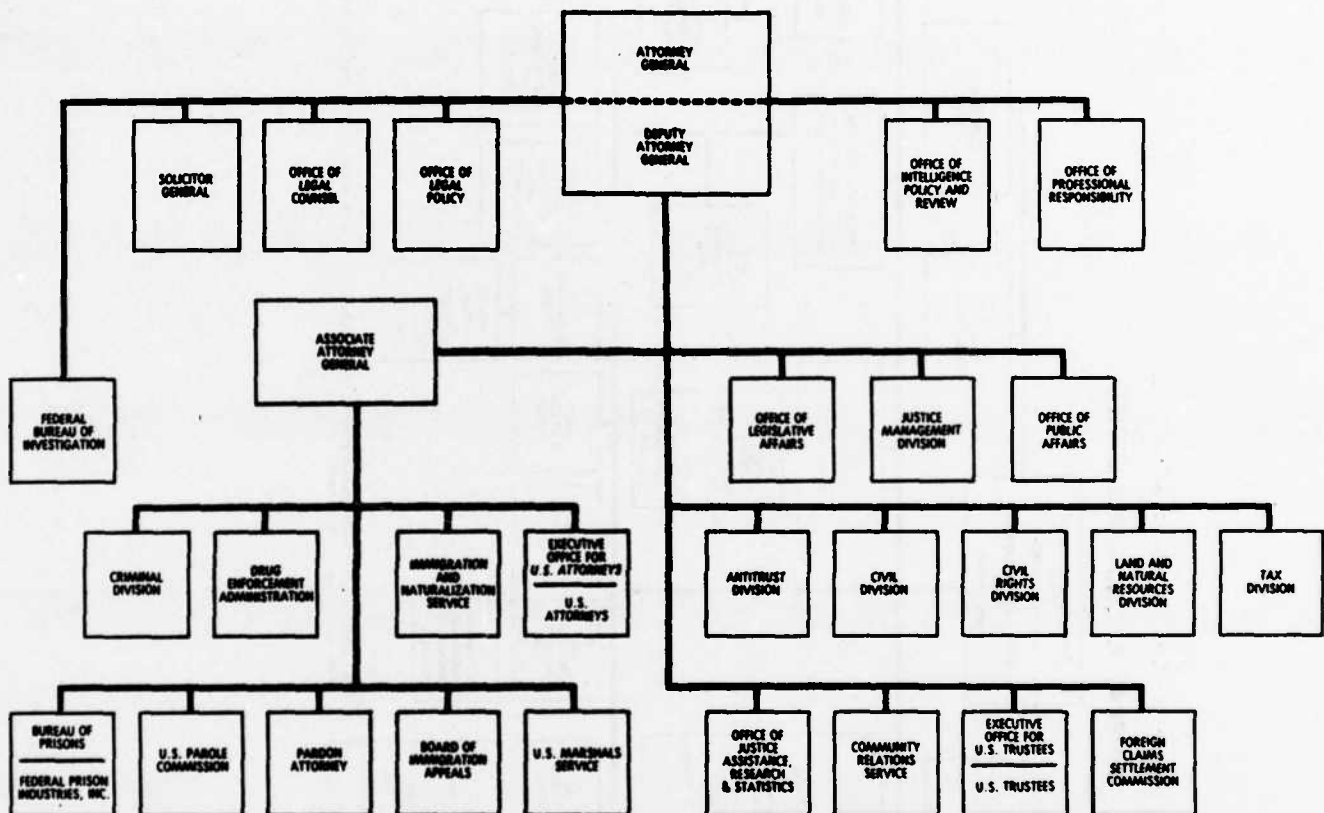 ATTORNEY
GENERAL
DEPUTY
ATTORNEY
GENERAL
SOLICITOR
GENERAL
OFFICE OF
LEGAL
COUNSEL
OFFICE OF
LEGAL
POLICY
OFFICE OF
INTELLIGENCE
POLICY AND
REVIEW
OFFICE OF
PROFESSIONAL
RESPONSIBILITY
ASSOCIATE
ATTORNEY
GENERAL
FEDERAL
BUREAU OF
INVESTIGATION
OFFICE OF
LEGISLATIVE
AFFAIRS
JUSTICE
MANAGEMENT
DIVISION
OFFICE OF
PUBLIC
AFFAIRS
CRIMINAL
DIVISION
DRUG
ENFORCEMENT
ADMINISTRATION
IMMIGRATION
AND
NATURALIZATION
SERVICE
EXECUTIVE
OFFICE FOR
U.S. ATTORNEYS
U.S.
ATTORNEYS
ANTITRUST
DIVISION
CIVIL
DIVISION
CIVIL
RIGHTS
DIVISION
LAND AND
NATURAL
RESOURCES
DIVISION
TAX
DIVISION
BUREAU OF
PRISONS
FEDERAL PRISON
INDUSTRIES, INC.
U.S. PAROLE
COMMISSION
PARDON
ATTORNEY
BOARD OF
IMMIGRATION
APPEALS
U.S. MARSHALS
SERVICE
OFFICE OF
JUSTICE
ASSISTANCE,
RESEARCH
& STATISTICS
COMMUNITY
RELATIONS
SERVICE
EXECUTIVE
OFFICE FOR
U.S. TRUSTEES
U.S. TRUSTEES
FOREIGN
CLAIMS
SETTLEMENT
COMMISSION